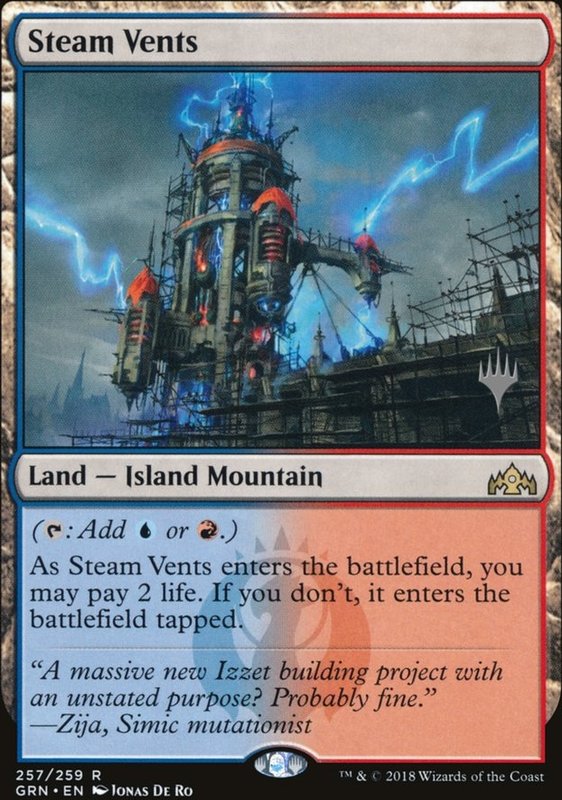 Steam Vents
Land — Island Mountain
(: Add or .)
As Steam Vents enters the battlefield, you
may pay 2 life. If you don't, it enters the
battlefield tapped.
“A massive new Izzet building project with
an unstated purpose? Probably fine.”
—Zija, Simic mutationist
257/259 R
GRN • EN Jonas De Ro
™ & © 2018 Wizards of the Coast